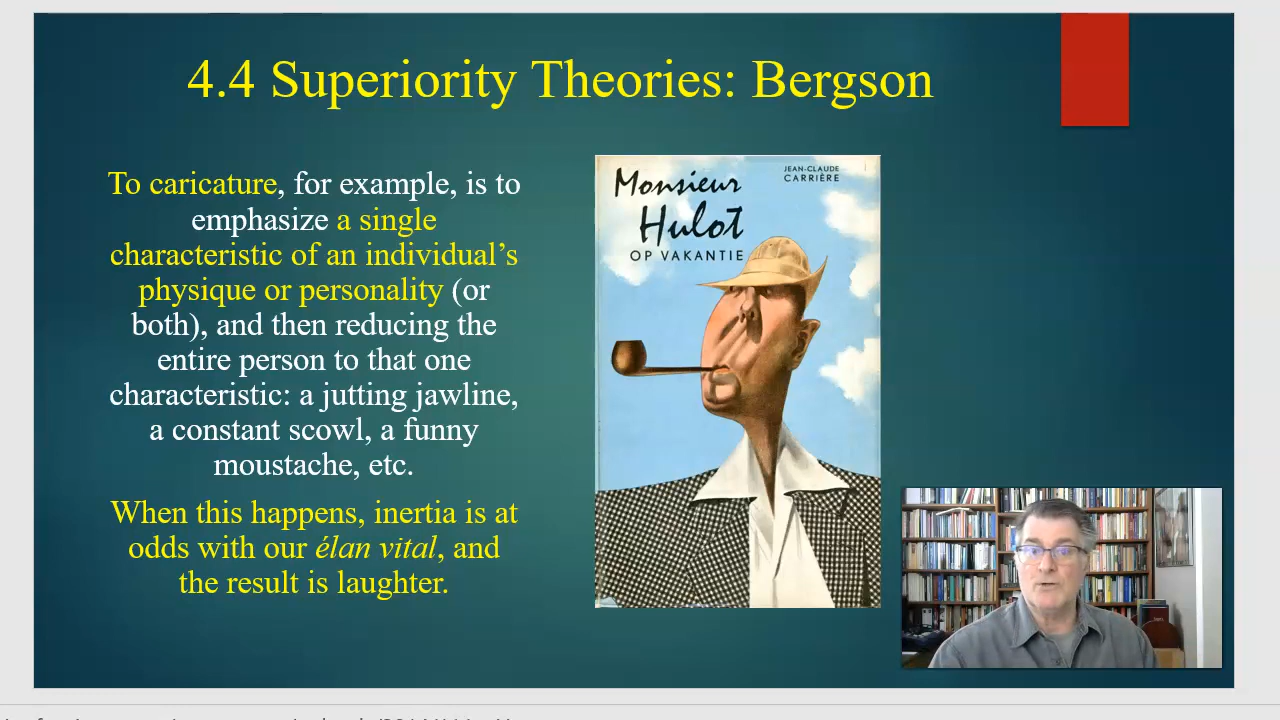 4.4 Superiority Theories: Bergson
To caricature, for example, is to
emphasize a single
characteristic of an individual’s
physique or personality (or
both), and then reducing the
entire person to that one
characteristic: a jutting jawline,
a constant scowl, a funny
moustache, etc.
When this happens, inertia is at
odds with our élan vital, and
the result is laughter.
Monsieur
Hulot
OP VAKANTIE
JEAN-CLAUDE
CARRIÈRE